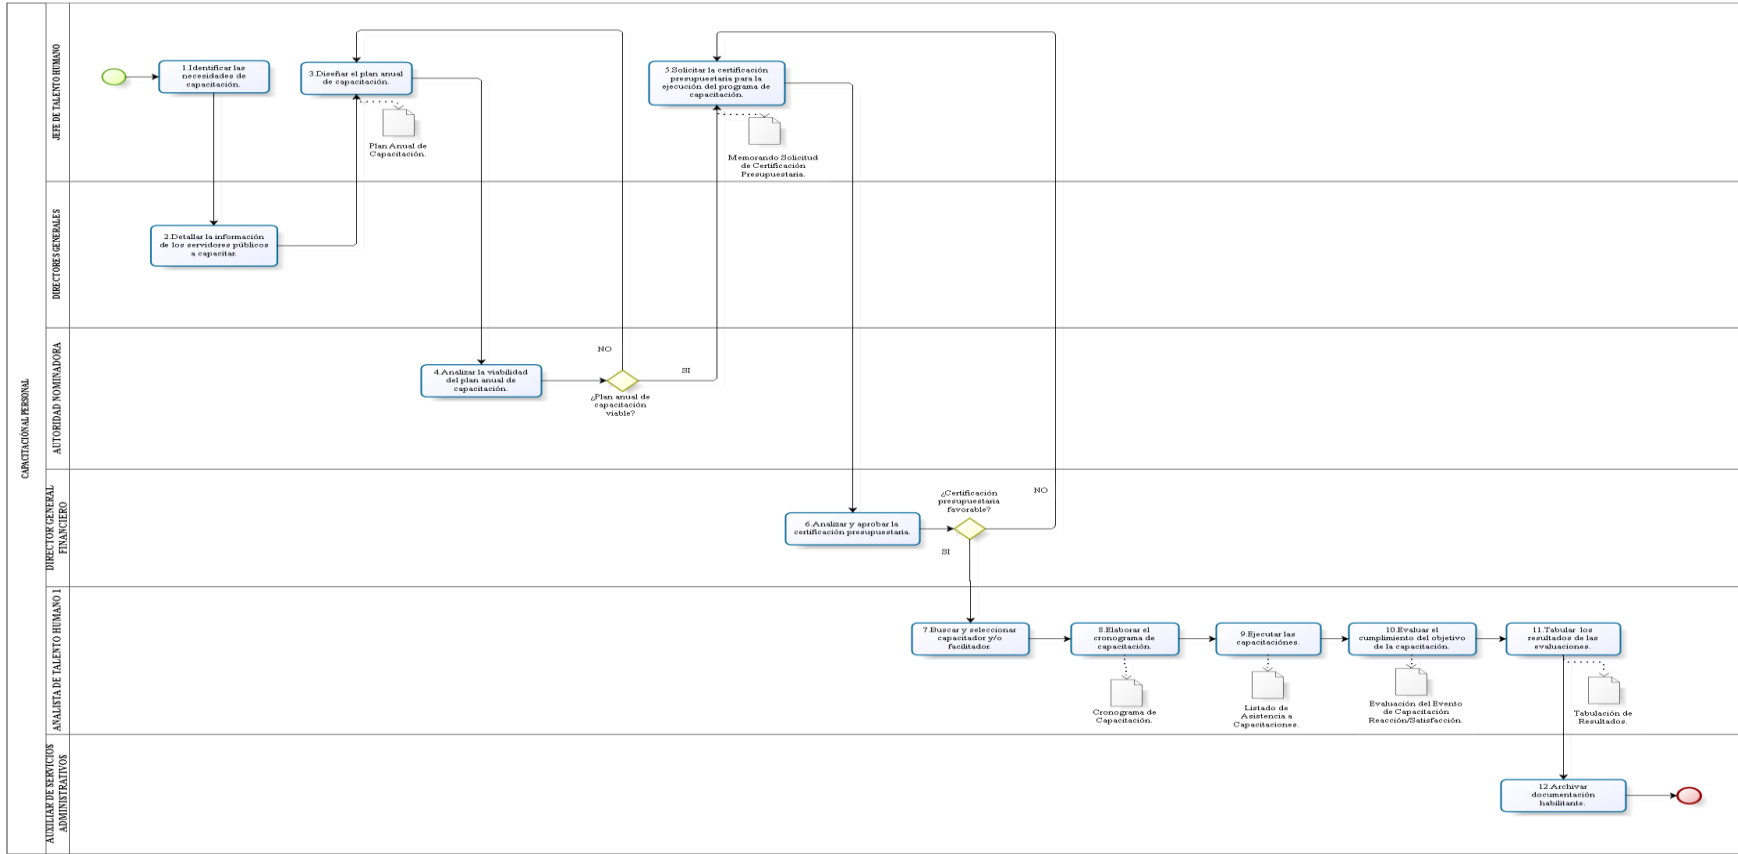 CAPACITACIÓNAL PERSONAL
JEFE DE TALENTO HUMANO
1.Identificar las
necesidades de
capacitación.
3.Diseñar el plan anual
de capacitación.
Plan Anual de
Capacitación.
5.Solicitar la certificación
presupuestaria para la
ejecución del programa de
capacitación.
Memorando Solicitud
de Certificación
Presupuestaria.
DIRECTORES GENERALES
2.Detallar la información
de los servidores públicos
a capacitar.
AUTORIDAD NOMINADORA
4.Analizar la viabilidad
del plan anual de
capacitación.
NO
SI
¿Plan anual de
capacitación
viable?
DIRECTOR GENERAL
FINANCIERO
6.Analizar y aprobar la
certificación presupuestaria.
¿Certificación
presupuestaria
favorable?
NO
SI
ANALISTA DE TALENTO HUMANO 1
7.Buscar y seleccionar
capacitador y/o
facilitador.
8.Elaborar el
cronograma de
capacitación.
Cronograma de
Capacitación.
9.Ejecutar las
capacitaciónes.
Listado de
Asistencia a
Capacitaciones.
10.Evaluar el
cumplimiento del objetivo
de la capacitación.
Evaluación del Evento
de Capacitación
Reacción/Satisfacción.
11.Tabular los
resultados de las
evaluaciones.
Tabulación de
Resultados.
AUXILIAR DE SERVICIOS
ADMINISTRATIVOS
12.Archivar
documentación
habilitante.